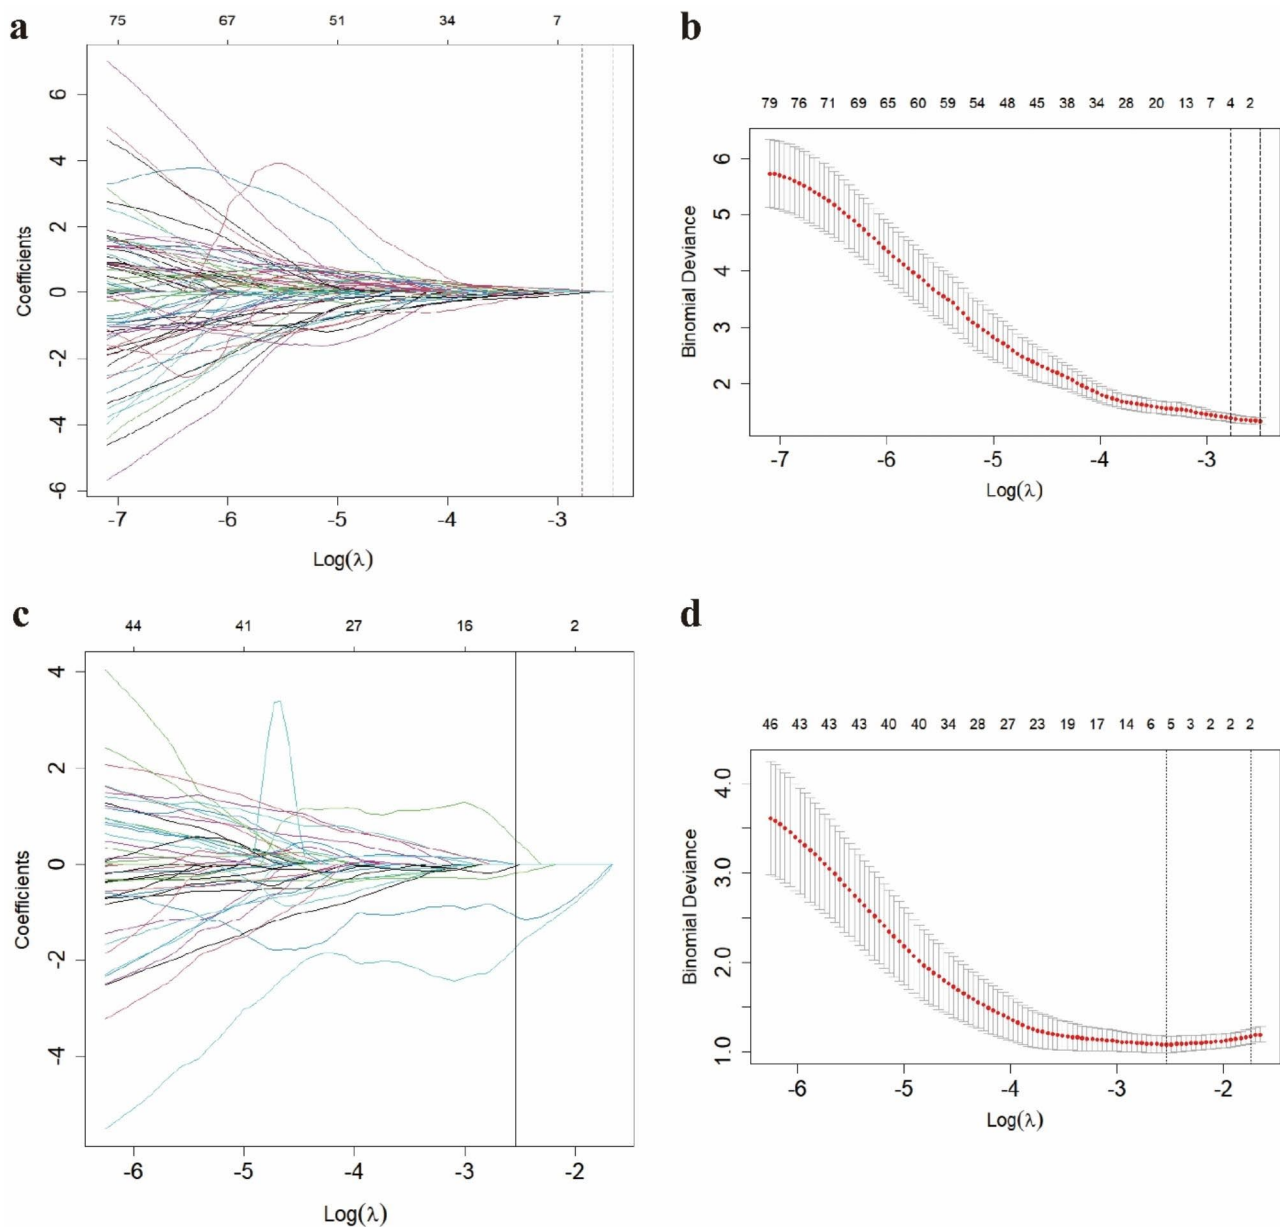 a
75 67 51 34 7
Coefficients
6
4
2
0
-2
-4
-6
-7 -6 -5 -4 -3
Log(λ)
b
79 76 71 69 65 60 59 54 48 45 38 34 28 20 13 7 4 2
Binomial Deviance
6
5
4
3
2
-7 -6 -5 -4 -3
Log(λ)
c
44 41 27 16 2
Coefficients
4
2
0
-2
-4
-6 -5 -4 -3 -2
Log(λ)
d
46 43 43 43 40 40 34 28 27 23 19 17 14 6 5 3 2 2 2
Binomial Deviance
4.0
3.0
2.0
1.0
-6 -5 -4 -3 -2
Log(λ)